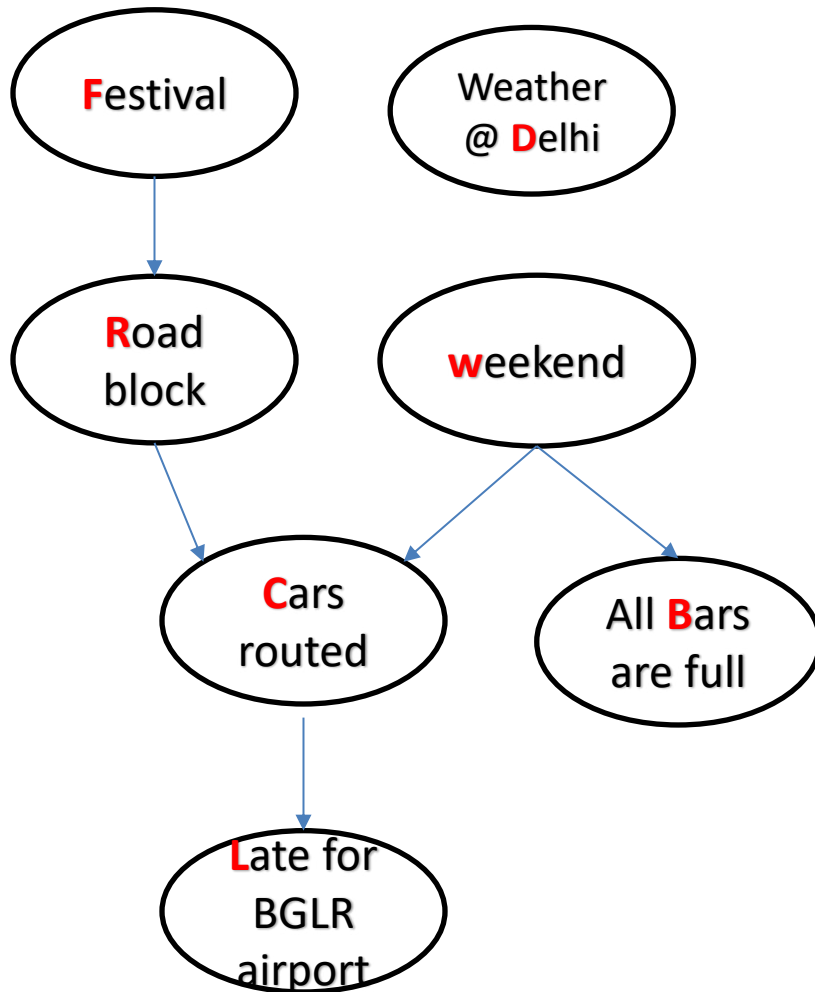 Festival
Weather
@ Delhi
Road
block
weekend
Cars
routed
All Bars
are full
Late for
BGLR
airport